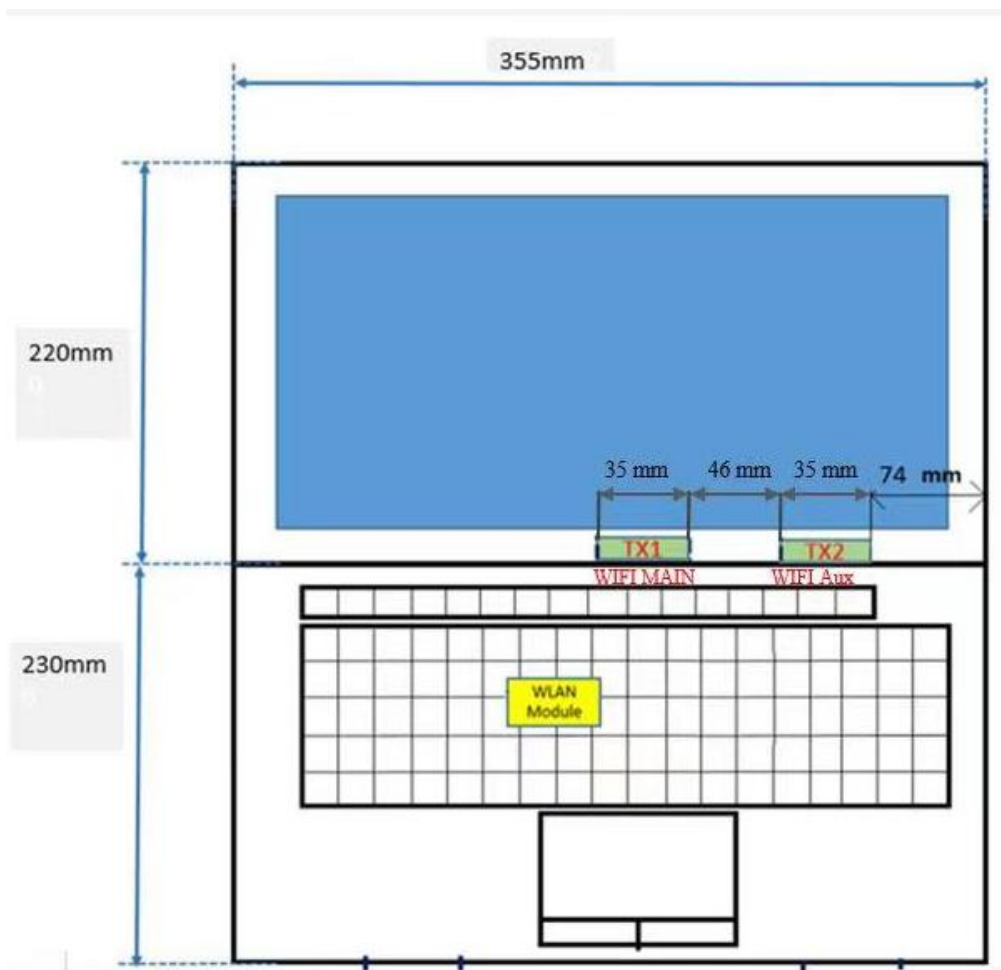 355mm
220mm
35 mm
46 mm
35 mm
74 mm
TX1
TX2
WIFI MAIN
WIFI Aux
230mm
WLAN
Module